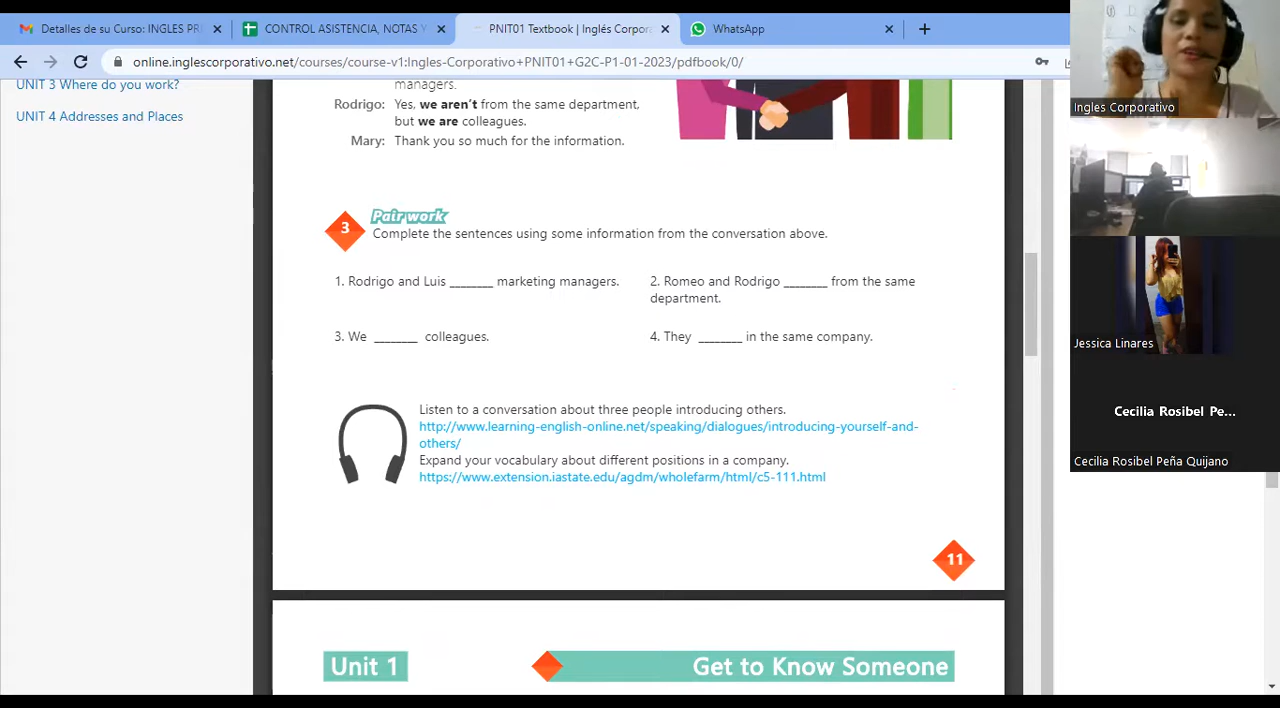 Detalles de su Curso: INGLES PRI
CONTROL ASISTENCIA, NOTAS Y
PNIT01 Textbook | Inglés Corpor
WhatsApp
online.inglescorporativo.net/courses/course-v1:Ingles-Corporativo+PNIT01+G2C-P1-01-2023/pdfbook/0/
UNIT 3 Where do you work?
UNIT 4 Addresses and Places
managers.
Rodrigo: Yes, we aren't from the same department,
but we are colleagues.
Mary: Thank you so much for the information.
3
Pair work
Complete the sentences using some information from the conversation above.
1. Rodrigo and Luis _______ marketing managers.
2. Romeo and Rodrigo _______ from the same
department.
3. We _______ colleagues.
4. They _______ in the same company.
Listen to a conversation about three people introducing others.
http://www.learning-english-online.net/speaking/dialogues/introducing-yourself-and-
others/
Expand your vocabulary about different positions in a company.
https://www.extension.iastate.edu/agdm/wholefarm/html/c5-111.html
11
Unit 1
Get to Know Someone
Ingles Corporativo
Jessica Linares
Cecilia Rosibel Pe...
Cecilia Rosibel Peña Quijano